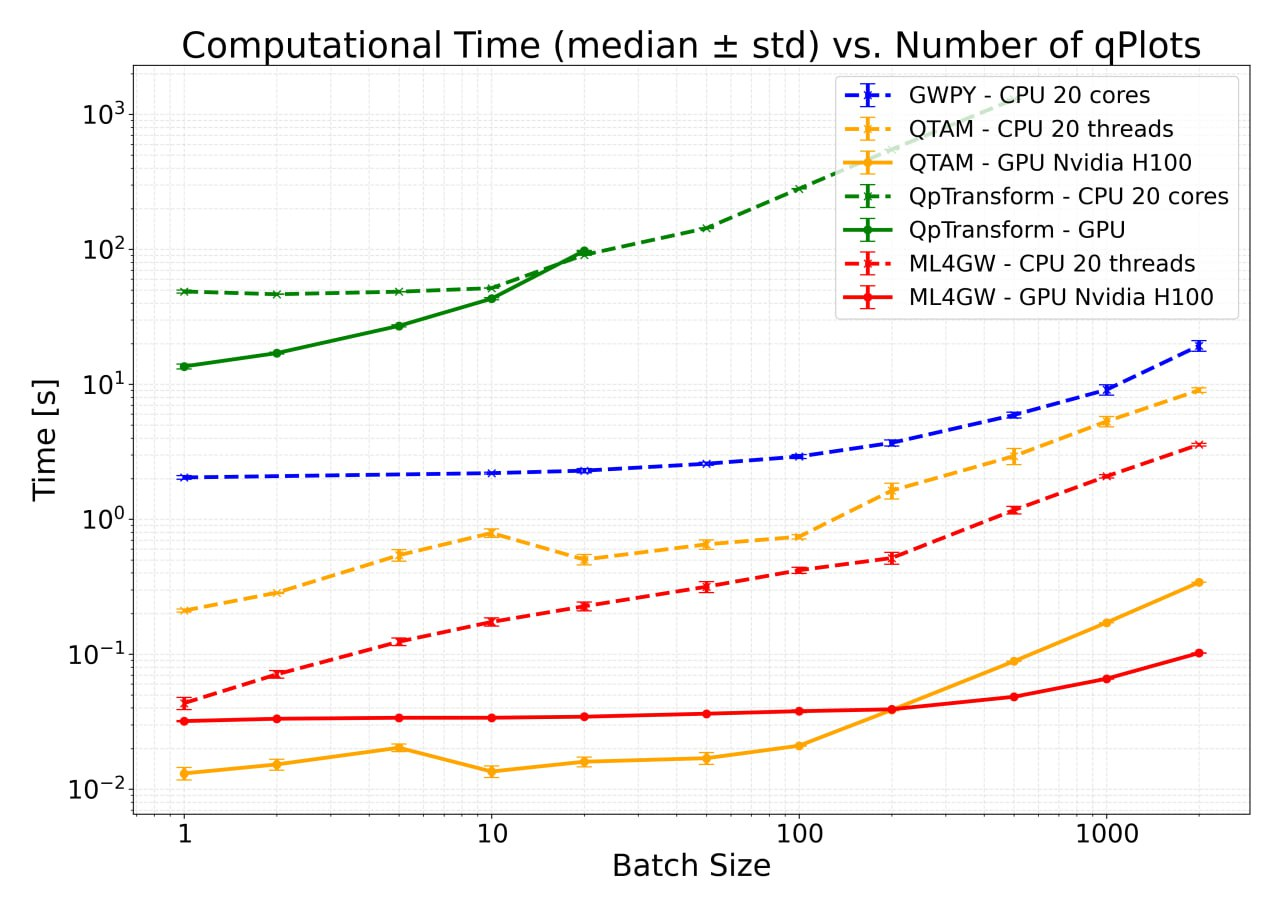 Computational Time (median ± std) vs. Number of qPlots
GWPY - CPU 20 cores
QTAM - CPU 20 threads
QTAM - GPU Nvidia H100
QpTransform - CPU 20 cores
QpTransform - GPU
ML4GW - CPU 20 threads
ML4GW - GPU Nvidia H100
Time [s]
10³
10²
10¹
10⁰
10⁻¹
10⁻²
1 10 100 1000
Batch Size